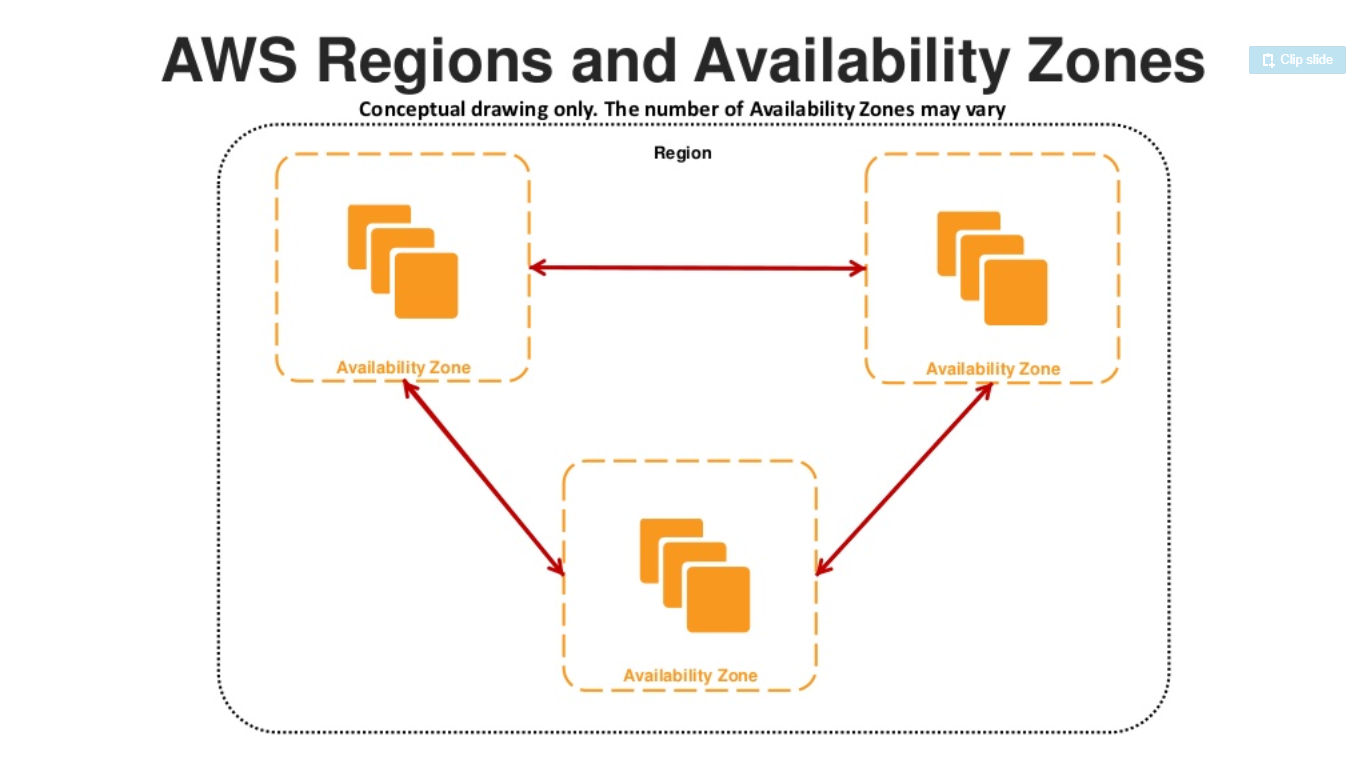 AWS Regions and Availability Zones
Clip slide
Conceptual drawing only. The number of Availability Zones may vary
Region
Availability Zone
Availability Zone
Availability Zone